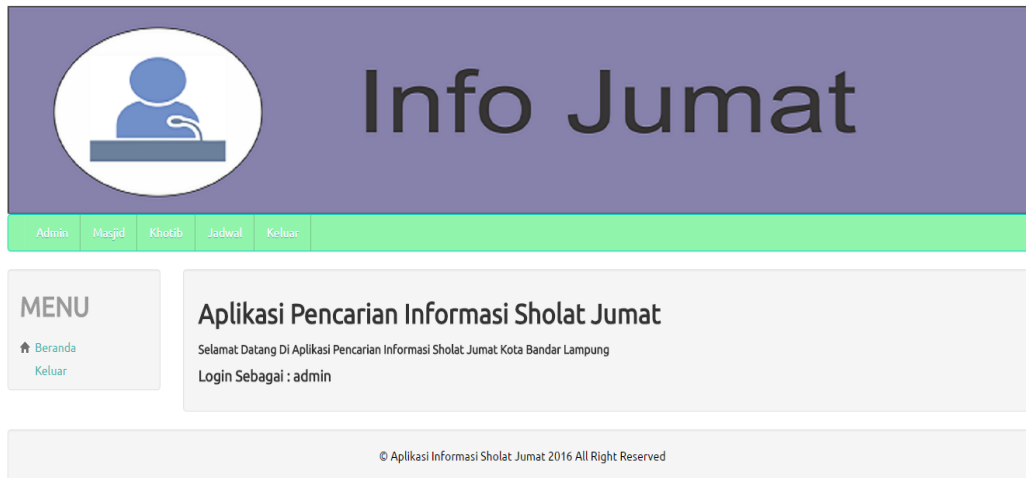 Info Jumat
Admin Masjid Khotib Jadwal Keluar
MENU
Beranda
Keluar
Aplikasi Pencarian Informasi Sholat Jumat
Selamat Datang Di Aplikasi Pencarian Informasi Sholat Jumat Kota Bandar Lampung
Login Sebagai : admin
© Aplikasi Informasi Sholat Jumat 2016 All Right Reserved